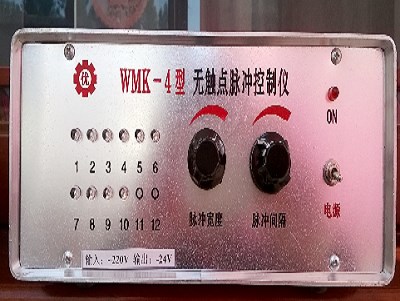 优 WMK-4型 无触点脉冲控制仪
ON
1 2 3 4 5 6
脉冲宽度 脉冲间隔 电源
7 8 9 10 11 12
输入：~220V 输出：~24V